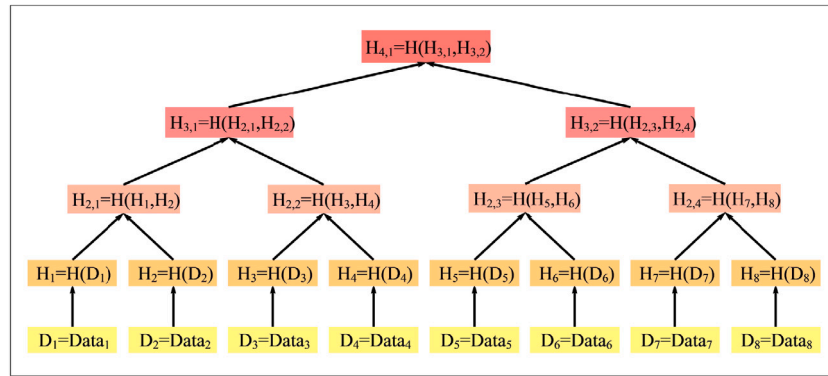 H₄,₁=H(H₃,₁,H₃,₂)
H₃,₁=H(H₂,₁,H₂,₂) H₃,₂=H(H₂,₃,H₂,₄)
H₂,₁=H(H₁,H₂) H₂,₂=H(H₃,H₄) H₂,₃=H(H₅,H₆) H₂,₄=H(H₇,H₈)
H₁=H(D₁) H₂=H(D₂) H₃=H(D₃) H₄=H(D₄) H₅=H(D₅) H₆=H(D₆) H₇=H(D₇) H₈=H(D₈)
D₁=Data₁ D₂=Data₂ D₃=Data₃ D₄=Data₄ D₅=Data₅ D₆=Data₆ D₇=Data₇ D₈=Data₈